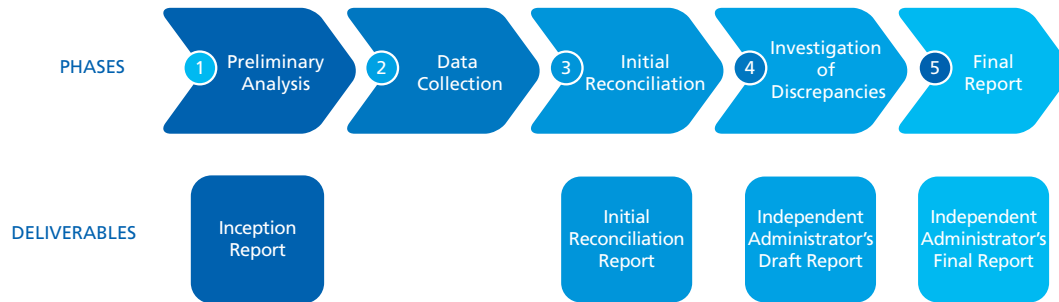 PHASES
1
Preliminary
Analysis
2
Data
Collection
3
Initial
Reconciliation
4
Investigation
of
Discrepancies
5
Final
Report
DELIVERABLES
Inception
Report
Initial
Reconciliation
Report
Independent
Administrator's
Draft Report
Independent
Administrator's
Final Report